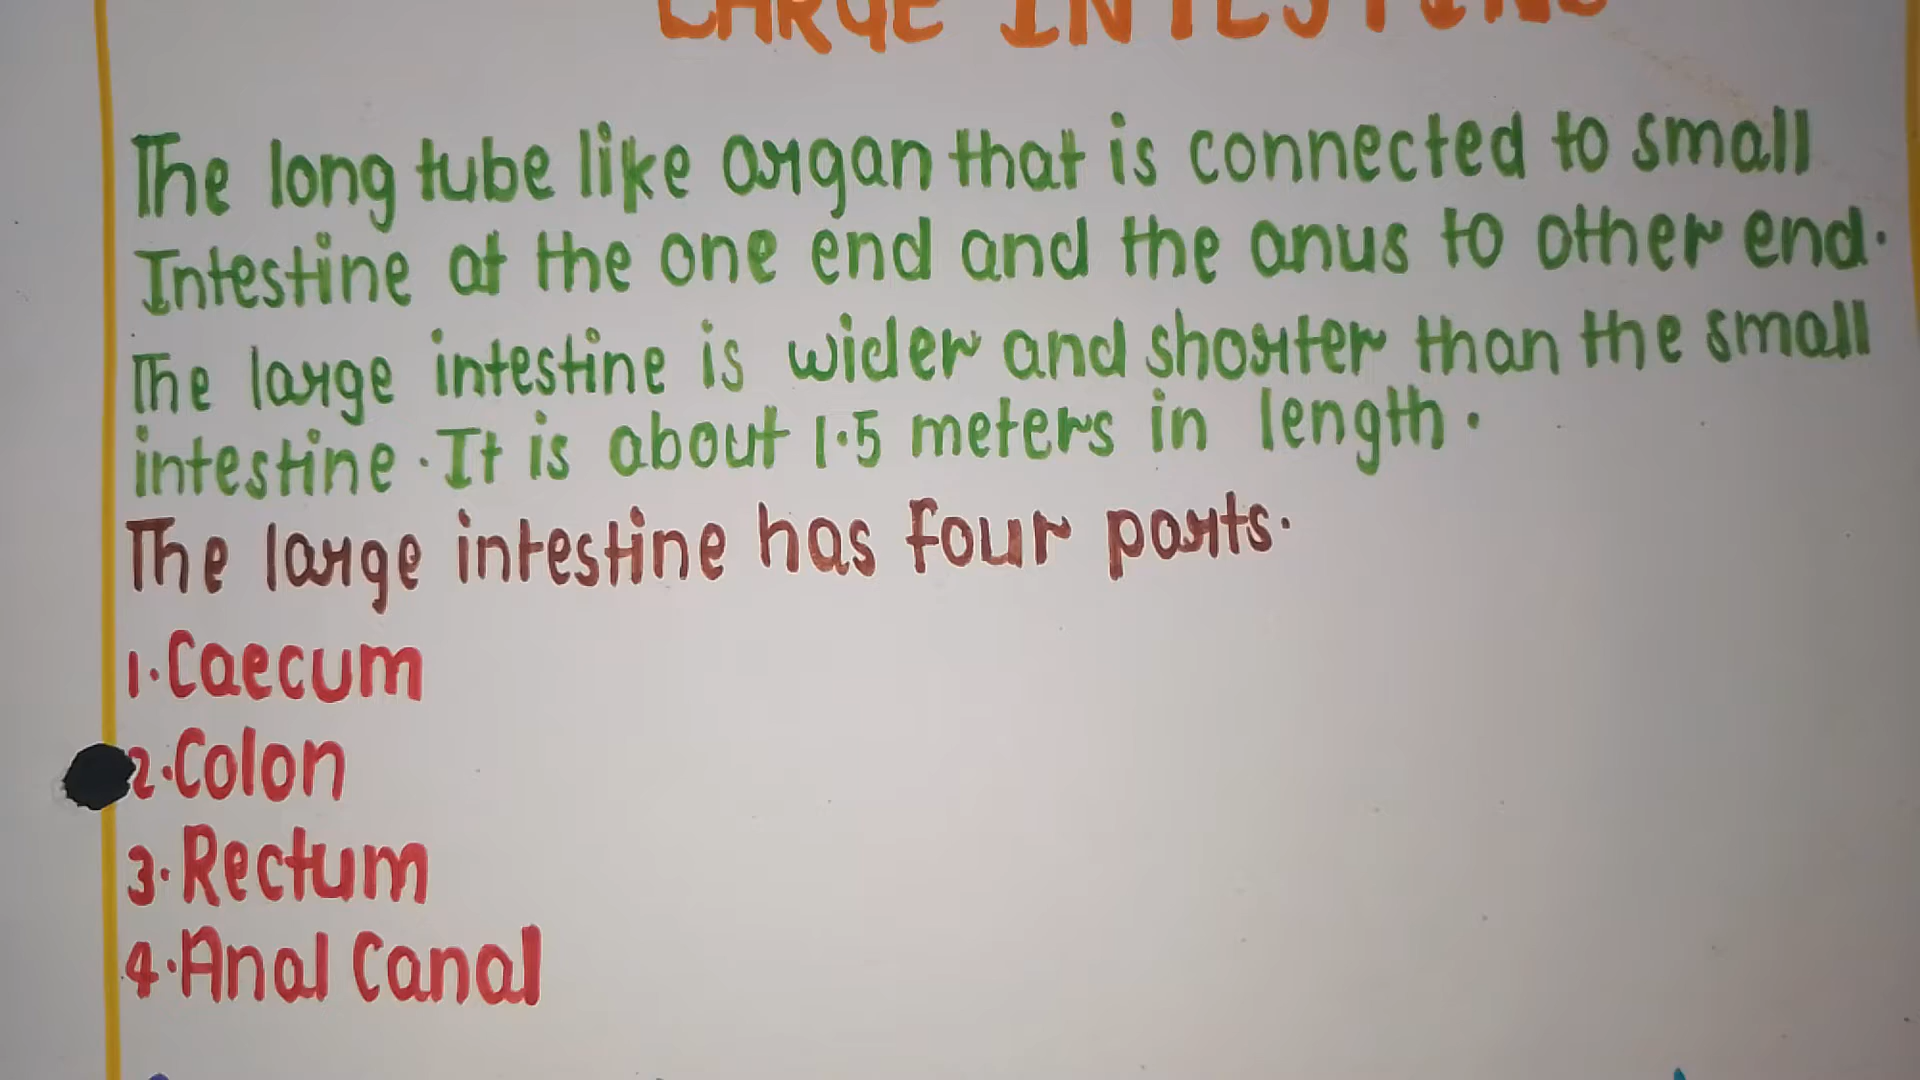 LARGE INTESTINE
The long tube like organ that is connected to small
Intestine at the one end and the anus to other end.
The large intestine is wider and shorter than the small
intestine. It is about 1.5 meters in length.
The large intestine has four parts.
1. Caecum
2. Colon
3. Rectum
4. Anal Canal